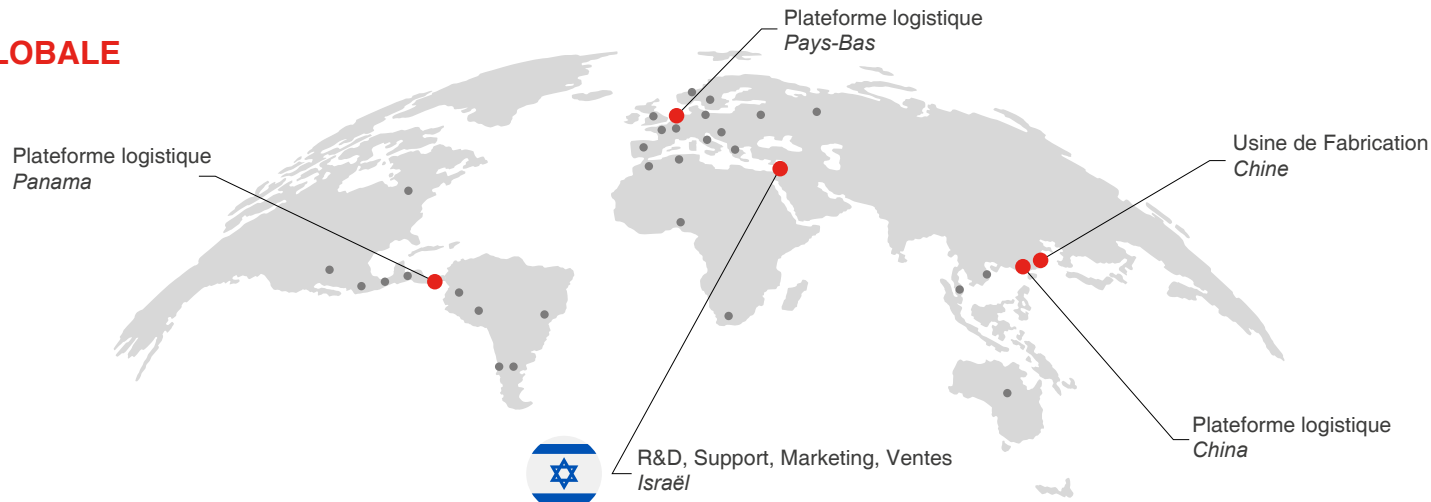 LOBALE
Plateforme logistique
Pays-Bas
Plateforme logistique
Panama
Usine de Fabrication
Chine
Plateforme logistique
China
R&D, Support, Marketing, Ventes
Israël